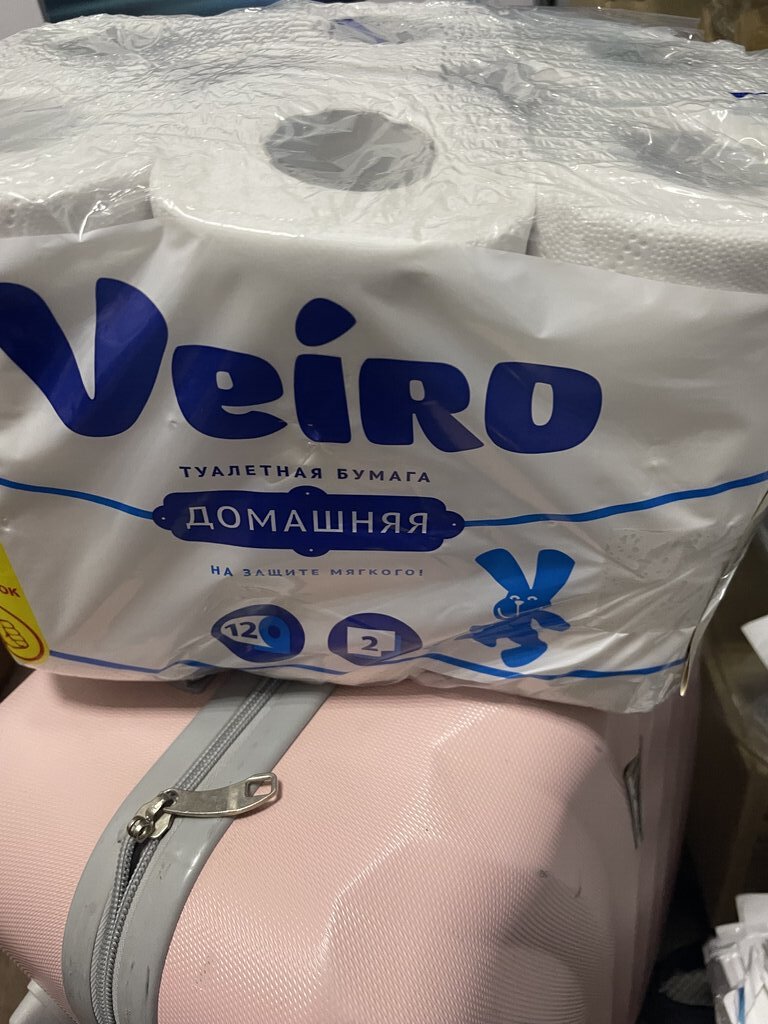 Veiro
ТУАЛЕТНАЯ БУМАГА
ДОМАШНЯЯ
НА ЗАЩИТЕ МЯГКОГО!
12
2